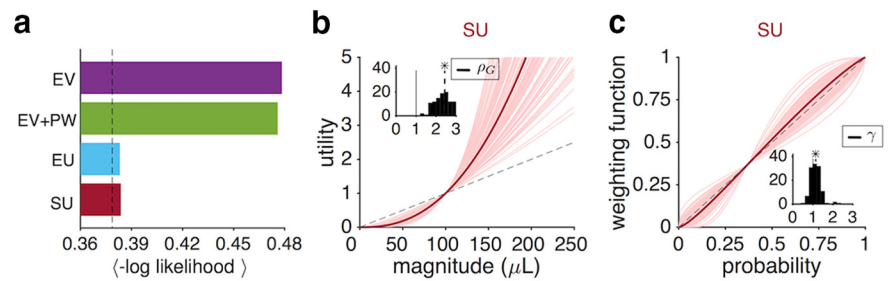 a
EV
EV+PW
EU
SU
0.36 0.39 0.42 0.45 0.48
⟨-log likelihood ⟩
b
SU
5
4
3
2
1
0
utility
40
20
0
0 1 2 3
*
ρG
0 50 100 150 200 250
magnitude (μL)
c
SU
1
0.75
0.5
0.25
0
weighting function
γ
40
20
0
*
0 1 2 3
0 0.25 0.5 0.75 1
probability